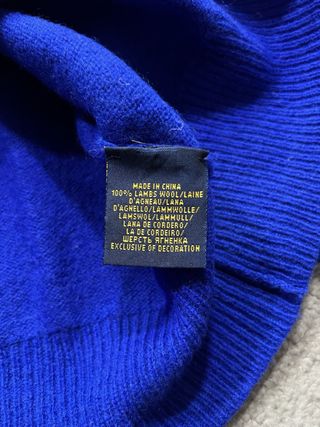 MADE IN CHINA
100% LAMBS WOOL/LAINE
D'AGNEAU/LANA
D'AGNELLO/LAMMWOLLE/
LAMSWOL/LAMMULL/
LANA DE CORDERO/
LA DE CORDEIRO/
ШЕРСТЬ ЯГНЕНКА
EXCLUSIVE OF DECORATION